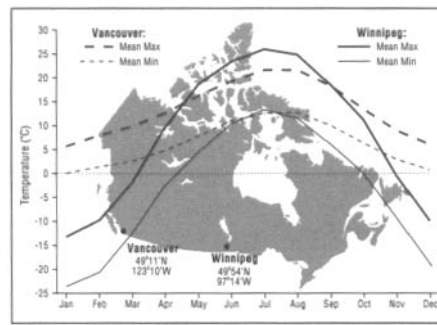 Vancouver:
Mean Max
Mean Min
Winnipeg:
Mean Max
Mean Min
Temperature (°C)
30
25
20
15
10
5
0
-5
-10
-15
-20
-25
Vancouver
49°11'N
123°10'W
Winnipeg
49°54'N
97°14'W
Jan Feb Mar Apr May Jun Jul Aug Sep Oct Nov Dec